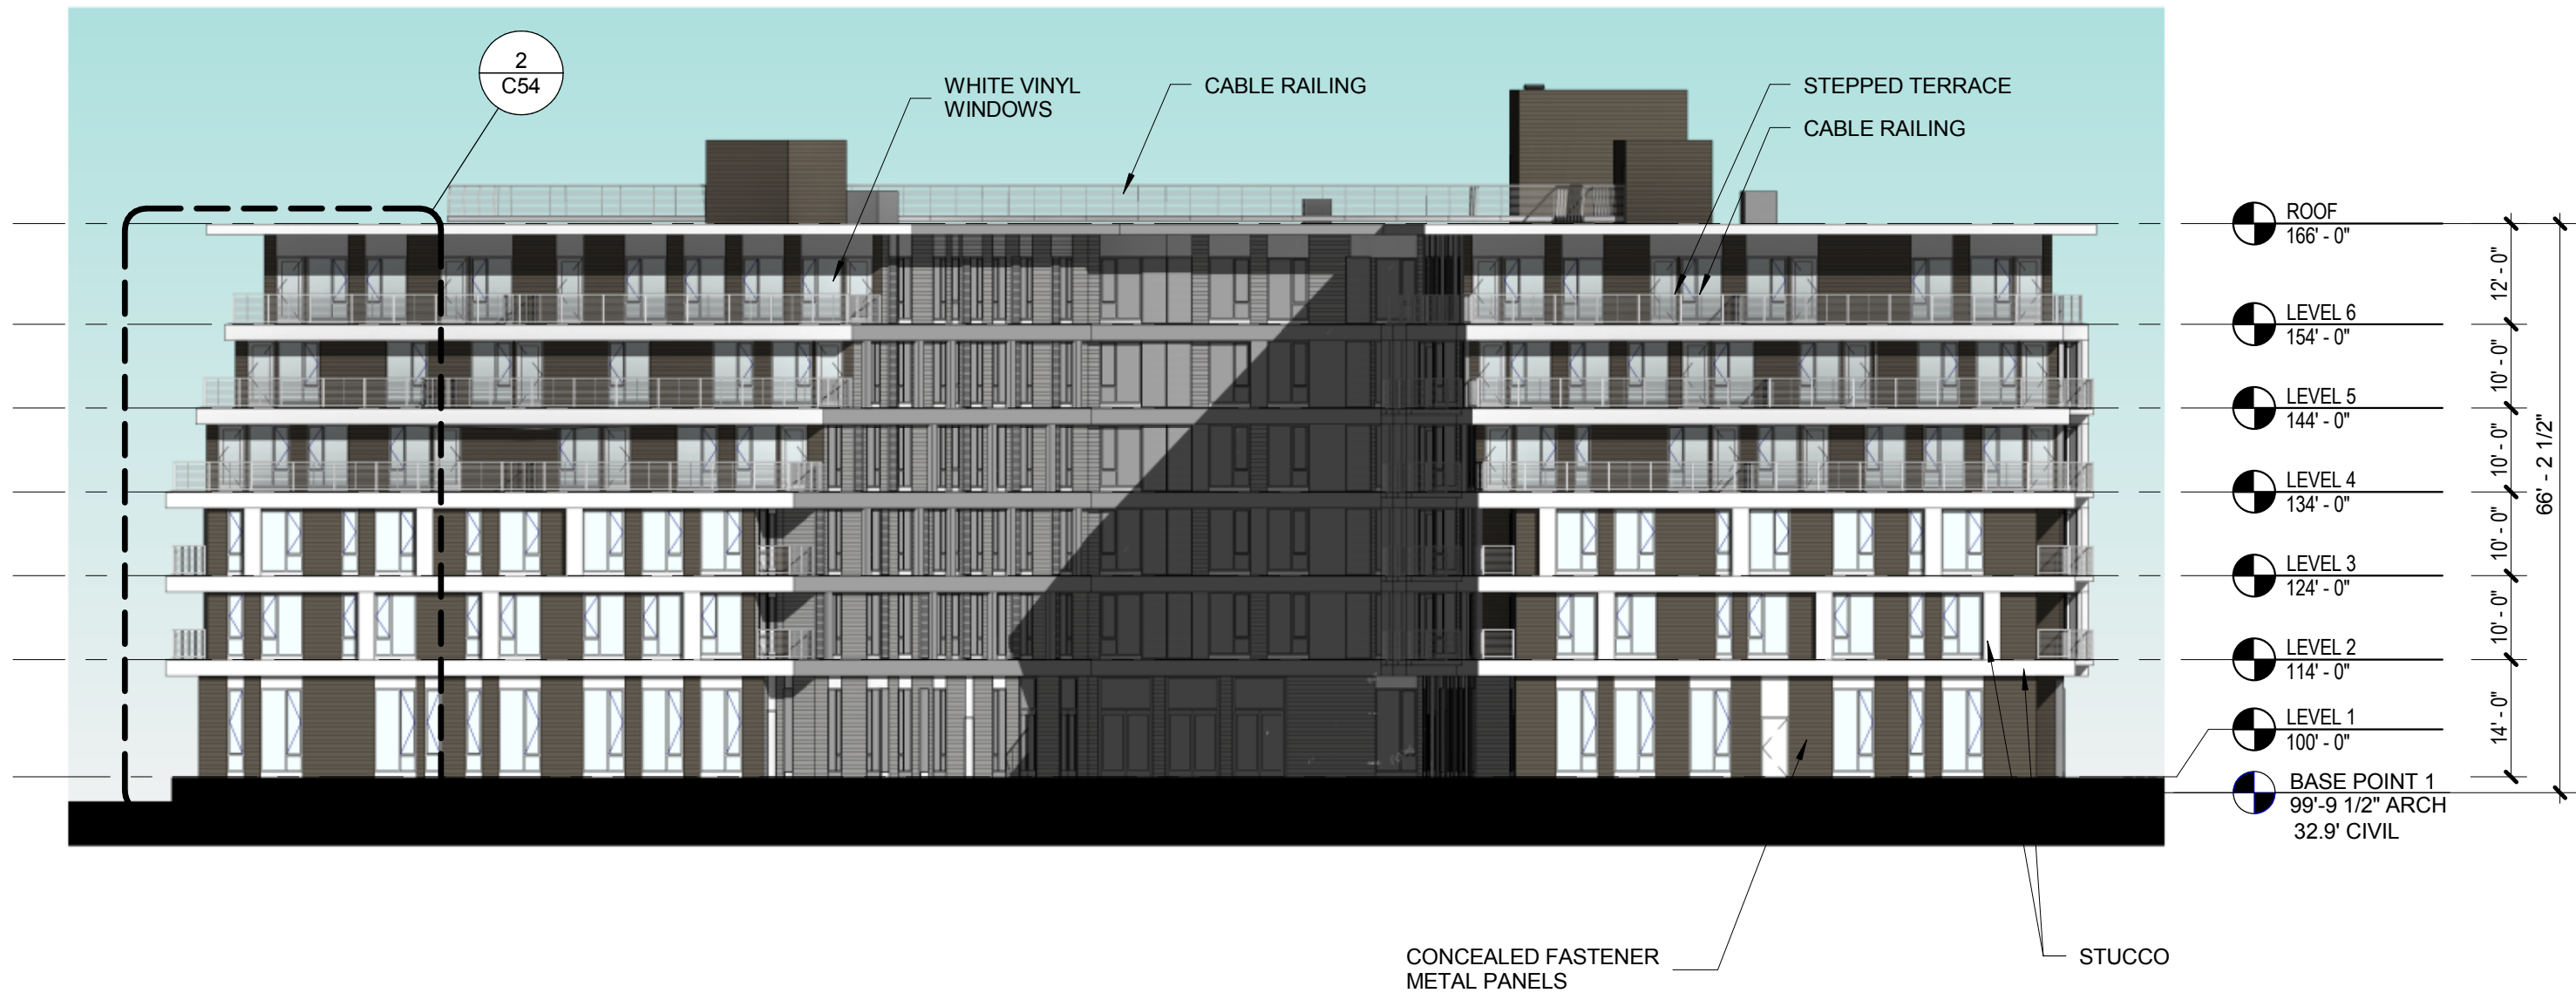 2
C54
WHITE VINYL
WINDOWS
CABLE RAILING
STEPPED TERRACE
CABLE RAILING
ROOF
166' - 0"
12' - 0"
LEVEL 6
154' - 0"
10' - 0"
LEVEL 5
144' - 0"
10' - 0"
66' - 2 1/2"
LEVEL 4
134' - 0"
10' - 0"
LEVEL 3
124' - 0"
10' - 0"
LEVEL 2
114' - 0"
14' - 0"
LEVEL 1
100' - 0"
BASE POINT 1
99'-9 1/2" ARCH
32.9' CIVIL
CONCEALED FASTENER
METAL PANELS
STUCCO